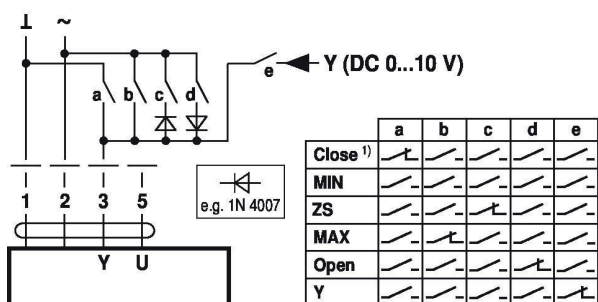 ⊥ ~
a b c d e Y (DC 0...10 V)
1 2 3 5
Y U
e.g. 1N 4007
a b c d e
Close 1)
MIN
ZS
MAX
Open
Y